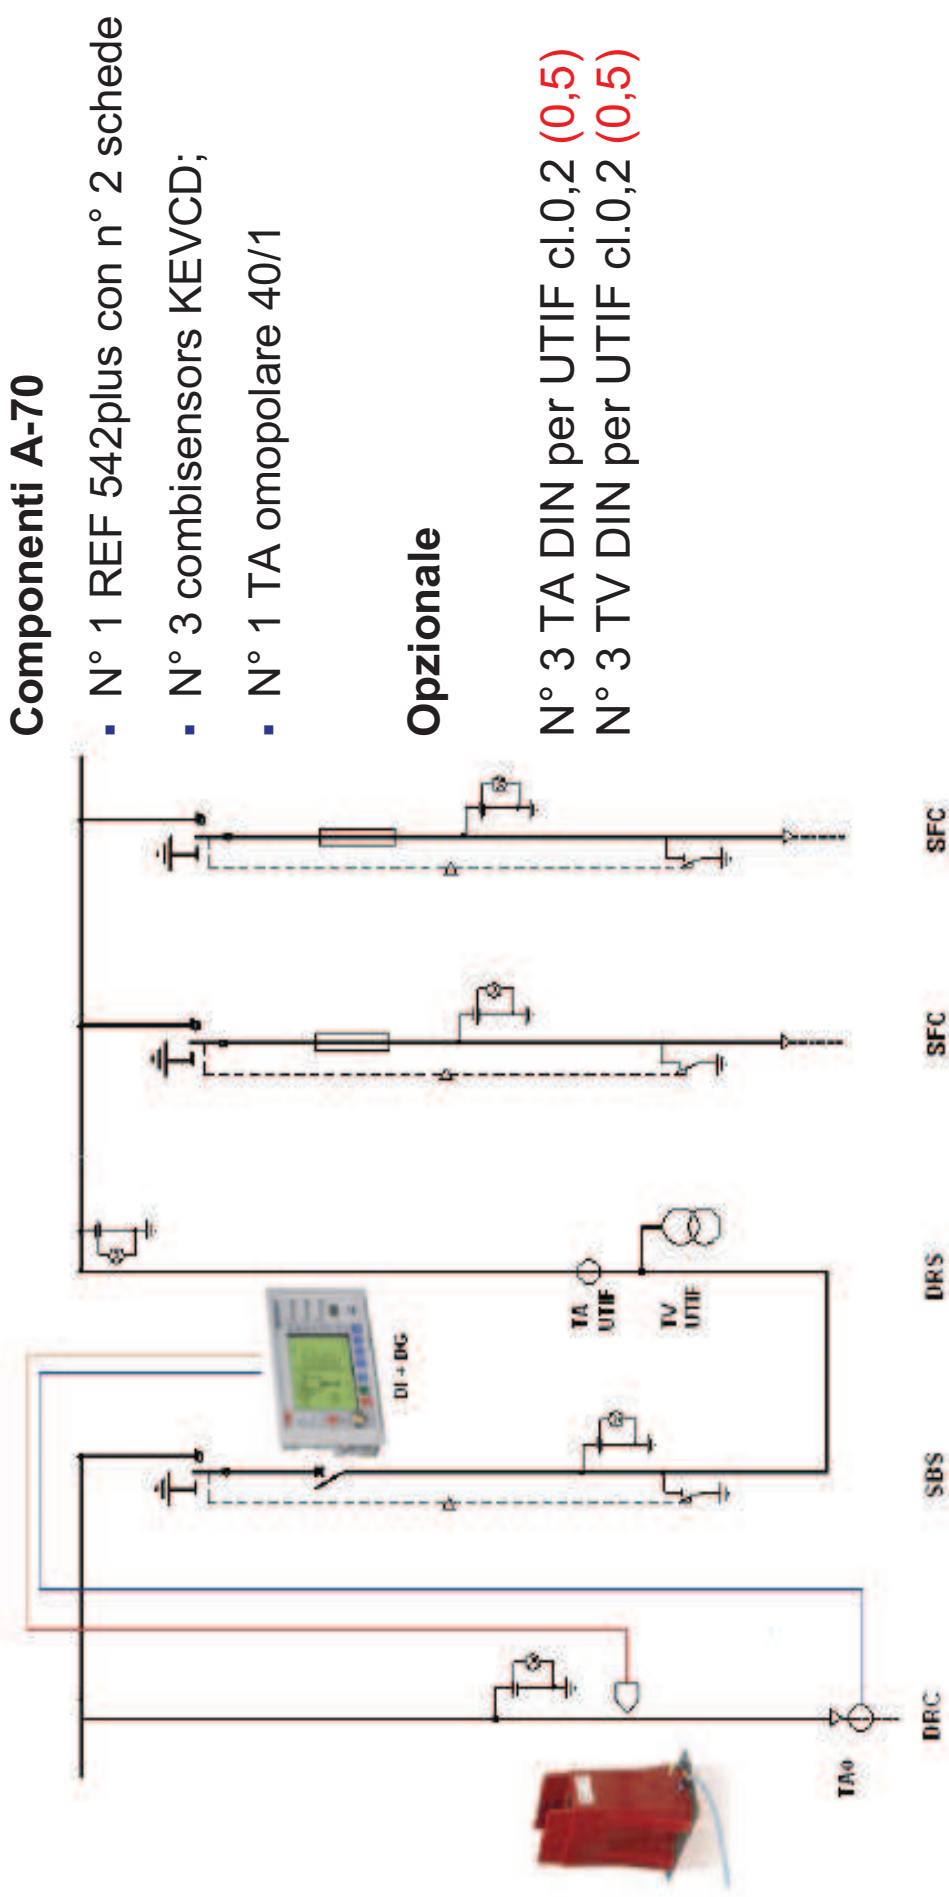 Componenti A-70
▪ N° 1 REF 542plus con n° 2 schede
▪ N° 3 combisensors KEVCD;
▪ N° 1 TA omopolare 40/1
Opzionale
N° 3 TA DIN per UTIF cl.0,2 (0,5)
N° 3 TV DIN per UTIF cl.0,2 (0,5)
DI + DG
TA
UTIF
TV
UTIF
TAo
DRC
SBS
DRS
SFC
SFC